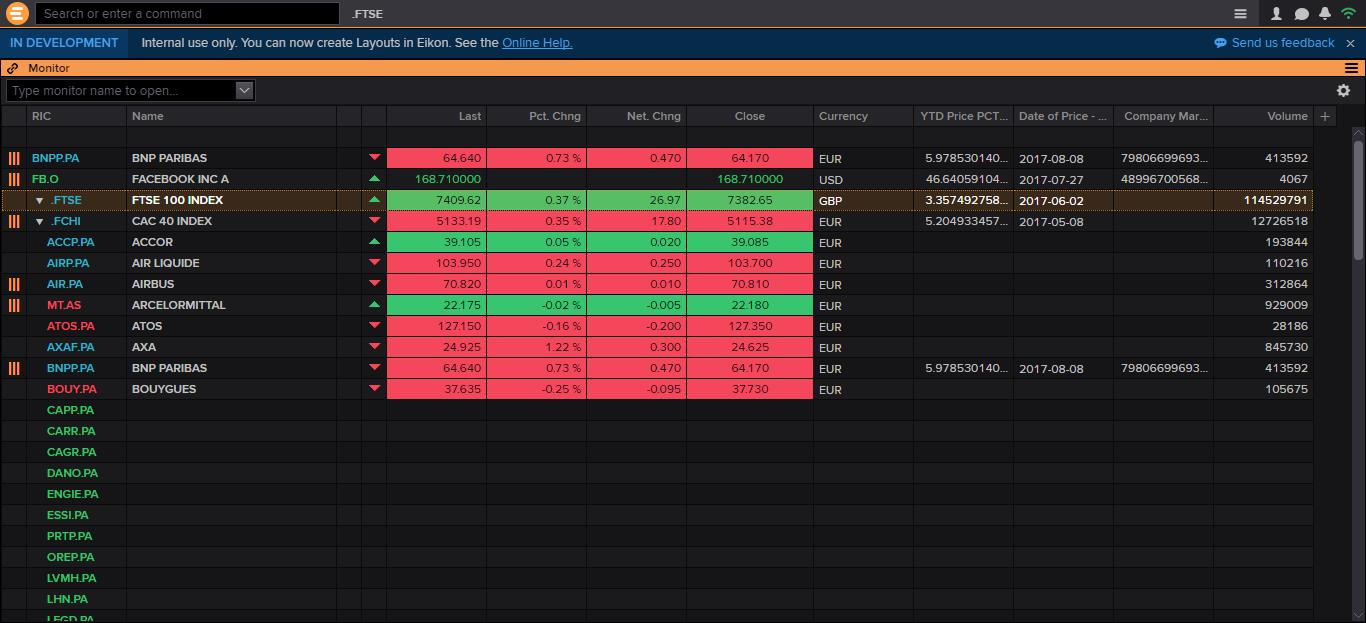 Search or enter a command .FTSE
IN DEVELOPMENT Internal use only. You can now create Layouts in Eikon. See the Online Help. Send us feedback
Monitor
Type monitor name to open...
RIC Name Last Pct. Chng Net. Chng Close Currency YTD Price PCT... Date of Price - ... Company Mar... Volume +
BNPP.PA BNP PARIBAS 64.640 0.73 % 0.470 64.170 EUR 5.978530140... 2017-08-08 79806699693... 413592
FB.O FACEBOOK INC A 168.710000 168.710000 USD 46.64059104... 2017-07-27 48996700568... 4067
.FTSE FTSE 100 INDEX 7409.62 0.37 % 26.97 7382.65 GBP 3.357492758... 2017-06-02 114529791
.FCHI CAC 40 INDEX 5133.19 0.35 % 17.80 5115.38 EUR 5.204933457... 2017-05-08 12726518
ACCP.PA ACCOR 39.105 0.05 % 0.020 39.085 EUR 193844
AIRP.PA AIR LIQUIDE 103.950 0.24 % 0.250 103.700 EUR 110216
AIR.PA AIRBUS 70.820 0.01 % 0.010 70.810 EUR 312864
MT.AS ARCELORMITTAL 22.175 -0.02 % -0.005 22.180 EUR 929009
ATOS.PA ATOS 127.150 -0.16 % -0.200 127.350 EUR 28186
AXAF.PA AXA 24.925 1.22 % 0.300 24.625 EUR 845730
BNPP.PA BNP PARIBAS 64.640 0.73 % 0.470 64.170 EUR 5.978530140... 2017-08-08 79806699693... 413592
BOUY.PA BOUYGUES 37.635 -0.25 % -0.095 37.730 EUR 105675
CAPP.PA
CARR.PA
CAGR.PA
DANO.PA
ENGIE.PA
ESSI.PA
PRTP.PA
OREP.PA
LVMH.PA
LHN.PA
LEGD.PA